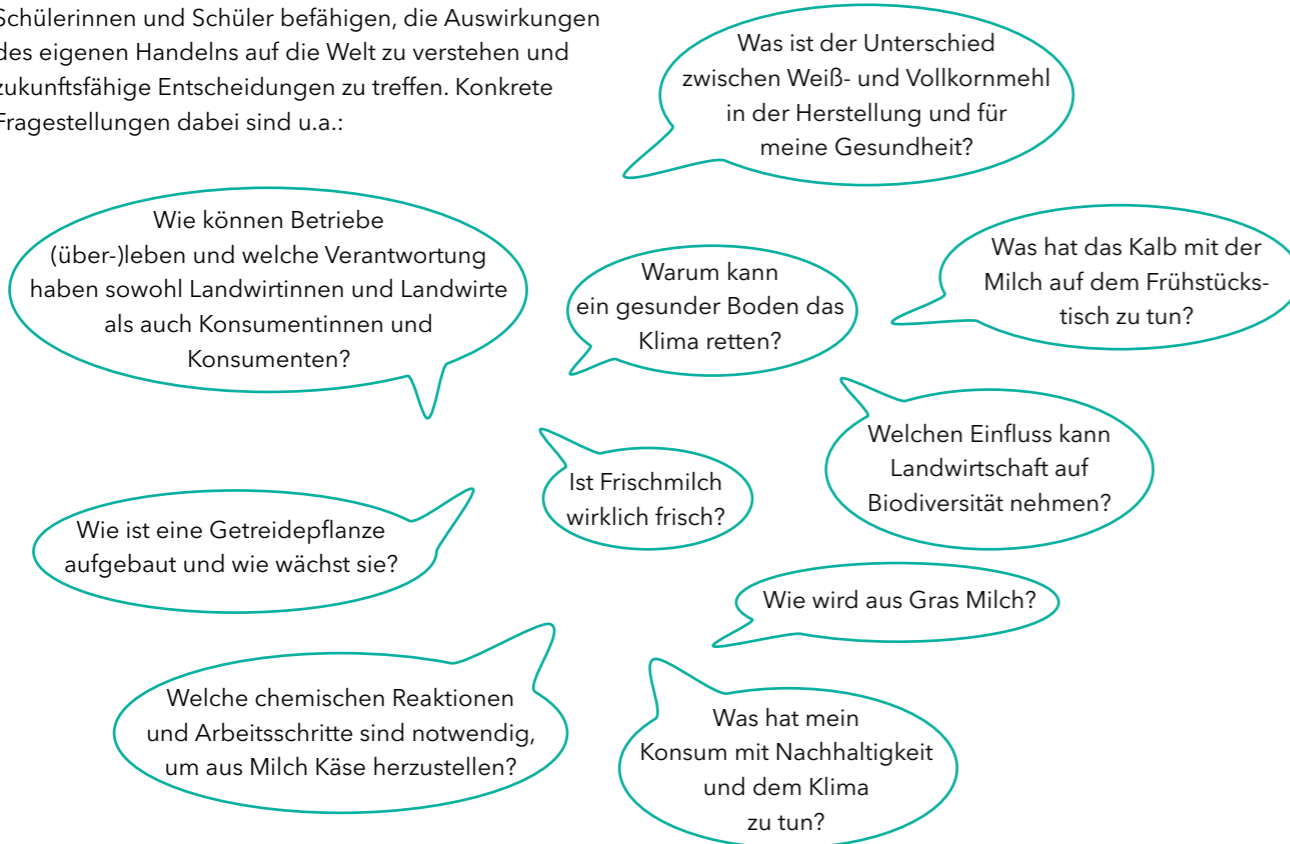 Schülerinnen und Schüler befähigen, die Auswirkungen
des eigenen Handelns auf die Welt zu verstehen und
zukunftsfähige Entscheidungen zu treffen. Konkrete
Fragestellungen dabei sind u.a.:
Was ist der Unterschied
zwischen Weiß- und Vollkornmehl
in der Herstellung und für
meine Gesundheit?
Wie können Betriebe
(über-)leben und welche Verantwortung
haben sowohl Landwirtinnen und Landwirte
als auch Konsumentinnen und
Konsumenten?
Warum kann
ein gesunder Boden das
Klima retten?
Was hat das Kalb mit der
Milch auf dem Frühstücks-
tisch zu tun?
Welchen Einfluss kann
Landwirtschaft auf
Biodiversität nehmen?
Ist Frischmilch
wirklich frisch?
Wie ist eine Getreidepflanze
aufgebaut und wie wächst sie?
Wie wird aus Gras Milch?
Welche chemischen Reaktionen
und Arbeitsschritte sind notwendig,
um aus Milch Käse herzustellen?
Was hat mein
Konsum mit Nachhaltigkeit
und dem Klima
zu tun?